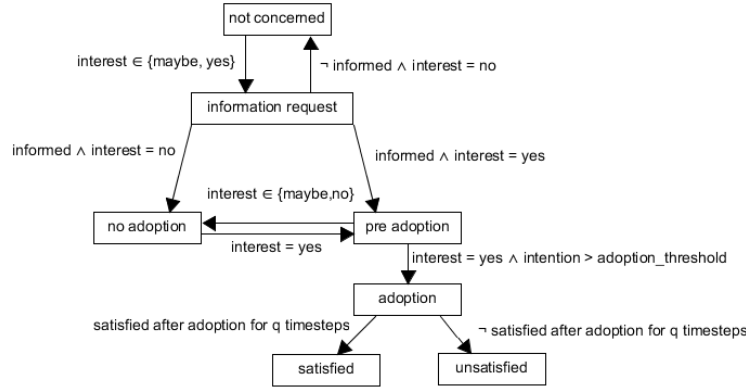 not concerned
interest ∈ {maybe, yes}
¬ informed ∧ interest = no
information request
informed ∧ interest = no
informed ∧ interest = yes
interest ∈ {maybe,no}
no adoption
pre adoption
interest = yes
interest = yes ∧ intention > adoption_threshold
adoption
satisfied after adoption for q timesteps
¬ satisfied after adoption for q timesteps
satisfied
unsatisfied